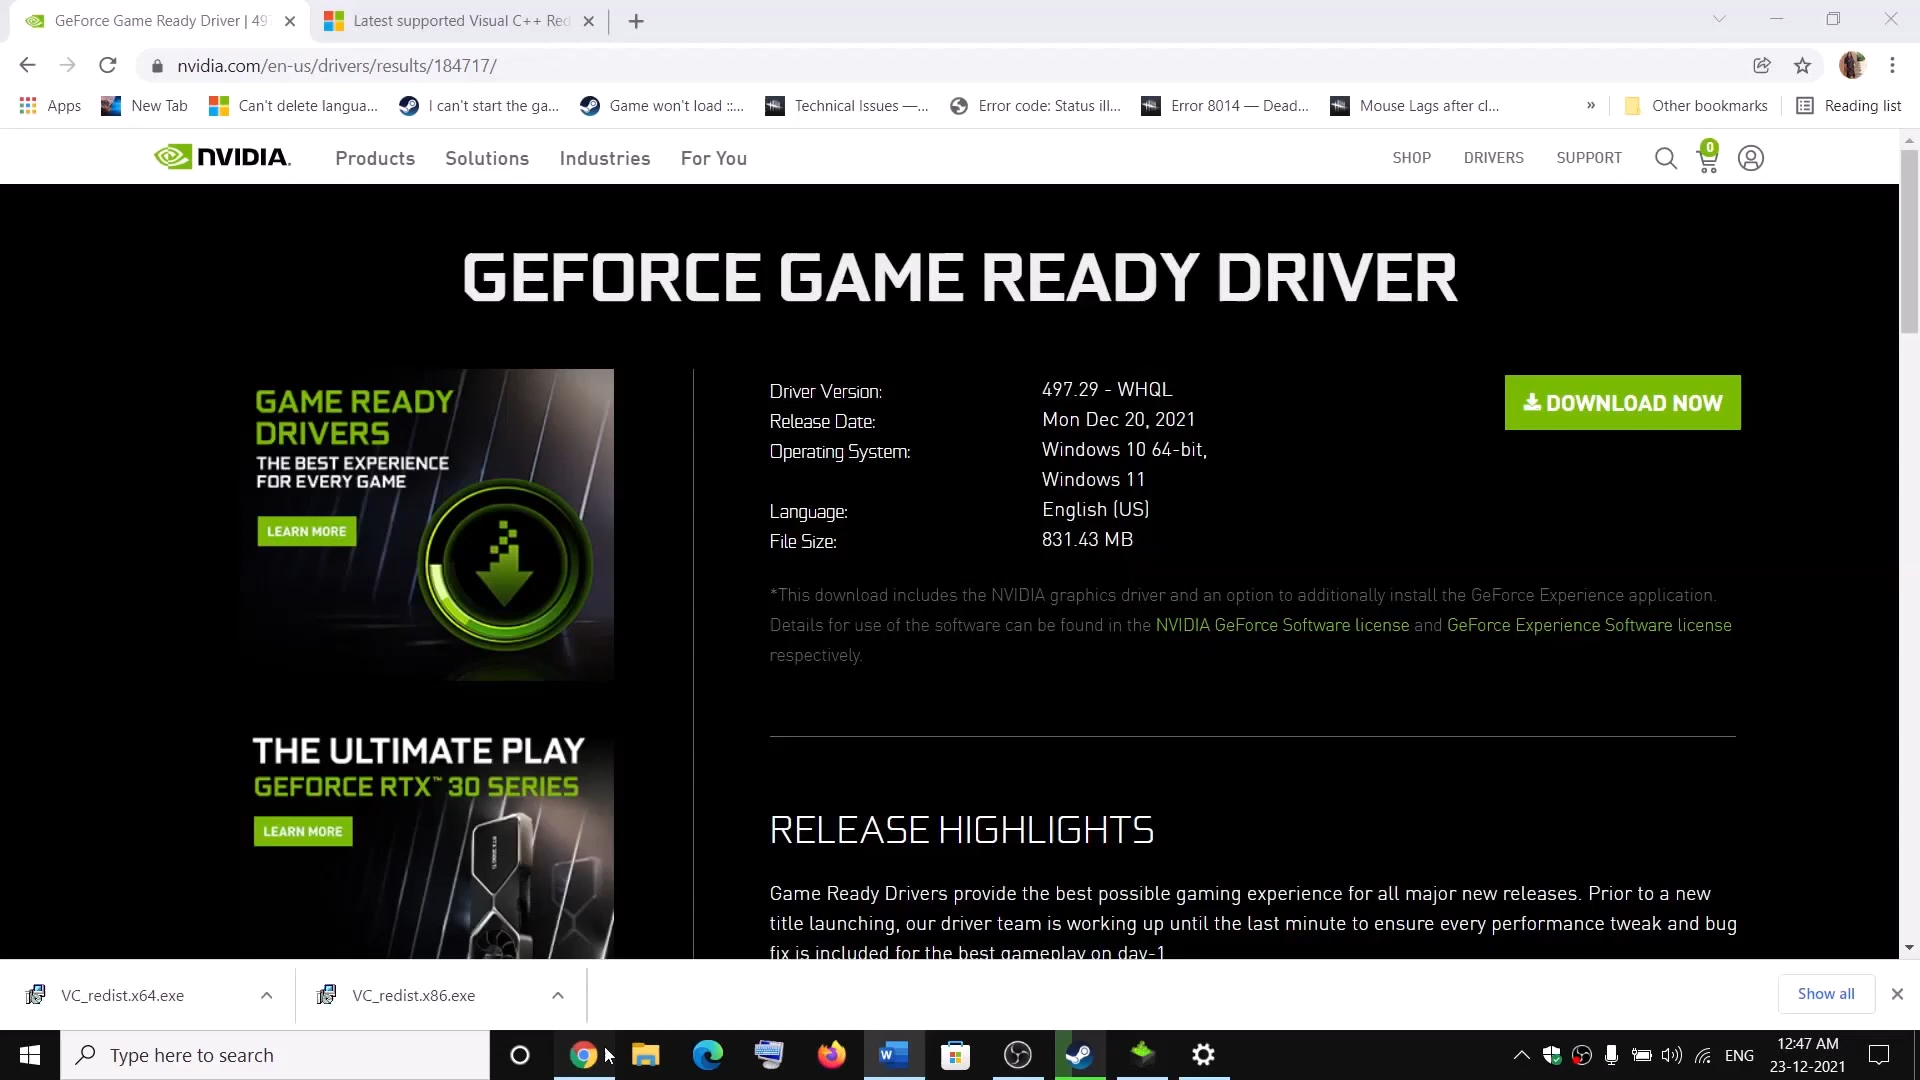 GeForce Game Ready Driver | 497
Latest supported Visual C++ Red
nvidia.com/en-us/drivers/results/184717/
Apps
New Tab
Can't delete langua...
I can't start the ga...
Game won't load ::...
Technical Issues —...
Error code: Status ill...
Error 8014 — Dead...
Mouse Lags after cl...
»
Other bookmarks
Reading list
NVIDIA.
Products
Solutions
Industries
For You
SHOP
DRIVERS
SUPPORT
0
GEFORCE GAME READY DRIVER
GAME READY
DRIVERS
THE BEST EXPERIENCE
FOR EVERY GAME
LEARN MORE
THE ULTIMATE PLAY
GEFORCE RTX™ 30 SERIES
LEARN MORE
Driver Version: 497.29 - WHQL
Release Date: Mon Dec 20, 2021
Operating System: Windows 10 64-bit,
Windows 11
Language: English (US)
File Size: 831.43 MB
DOWNLOAD NOW
*This download includes the NVIDIA graphics driver and an option to additionally install the GeForce Experience application.
Details for use of the software can be found in the NVIDIA GeForce Software license and GeForce Experience Software license
respectively.
RELEASE HIGHLIGHTS
Game Ready Drivers provide the best possible gaming experience for all major new releases. Prior to a new
title launching, our driver team is working up until the last minute to ensure every performance tweak and bug
fix is included for the best gameplay on day-1
VC_redist.x64.exe
VC_redist.x86.exe
Show all
Type here to search
ENG
12:47 AM
23-12-2021